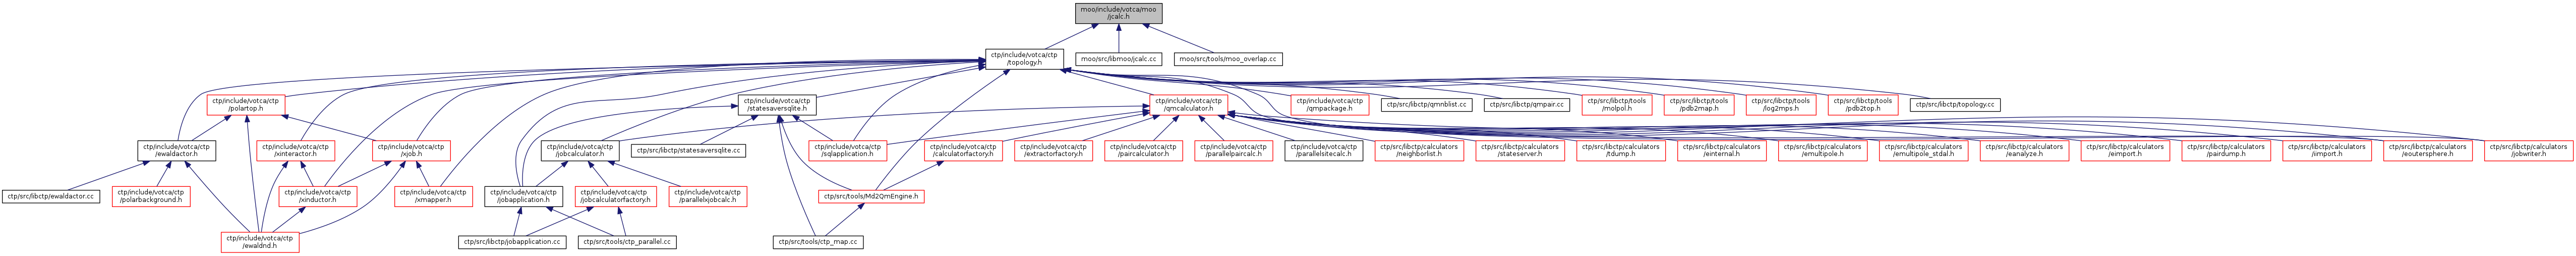 moo/include/votca/moo
/jcalc.h
ctp/include/votca/ctp
/topology.h
moo/src/libmoo/jcalc.cc
moo/src/tools/moo_overlap.cc
ctp/include/votca/ctp
/polartop.h
ctp/include/votca/ctp
/statesaversqlite.h
ctp/include/votca/ctp
/qmcalculator.h
ctp/include/votca/ctp
/qmpackage.h
ctp/src/libctp/qmnblist.cc
ctp/src/libctp/qmpair.cc
ctp/src/libctp/tools
/molpol.h
ctp/src/libctp/tools
/pdb2map.h
ctp/src/libctp/tools
/log2mps.h
ctp/src/libctp/tools
/pdb2top.h
ctp/src/libctp/topology.cc
ctp/include/votca/ctp
/ewaldactor.h
ctp/include/votca/ctp
/xinteractor.h
ctp/include/votca/ctp
/xjob.h
ctp/include/votca/ctp
/jobcalculator.h
ctp/src/libctp/statesaversqlite.cc
ctp/include/votca/ctp
/sqlapplication.h
ctp/include/votca/ctp
/calculatorfactory.h
ctp/include/votca/ctp
/extractorfactory.h
ctp/include/votca/ctp
/paircalculator.h
ctp/include/votca/ctp
/parallelpaircalc.h
ctp/include/votca/ctp
/parallelsitecalc.h
ctp/src/libctp/calculators
/neighborlist.h
ctp/src/libctp/calculators
/stateserver.h
ctp/src/libctp/calculators
/tdump.h
ctp/src/libctp/calculators
/einternal.h
ctp/src/libctp/calculators
/emultipole.h
ctp/src/libctp/calculators
/emultipole_stdal.h
ctp/src/libctp/calculators
/eanalyze.h
ctp/src/libctp/calculators
/eimport.h
ctp/src/libctp/calculators
/pairdump.h
ctp/src/libctp/calculators
/iimport.h
ctp/src/libctp/calculators
/eoutersphere.h
ctp/src/libctp/calculators
/jobwriter.h
ctp/src/libctp/ewaldactor.cc
ctp/include/votca/ctp
/polarbackground.h
ctp/include/votca/ctp
/xinductor.h
ctp/include/votca/ctp
/xmapper.h
ctp/include/votca/ctp
/jobapplication.h
ctp/include/votca/ctp
/jobcalculatorfactory.h
ctp/include/votca/ctp
/parallelxjobcalc.h
ctp/src/tools/Md2QmEngine.h
ctp/include/votca/ctp
/ewaldnd.h
ctp/src/libctp/jobapplication.cc
ctp/src/tools/ctp_parallel.cc
ctp/src/tools/ctp_map.cc